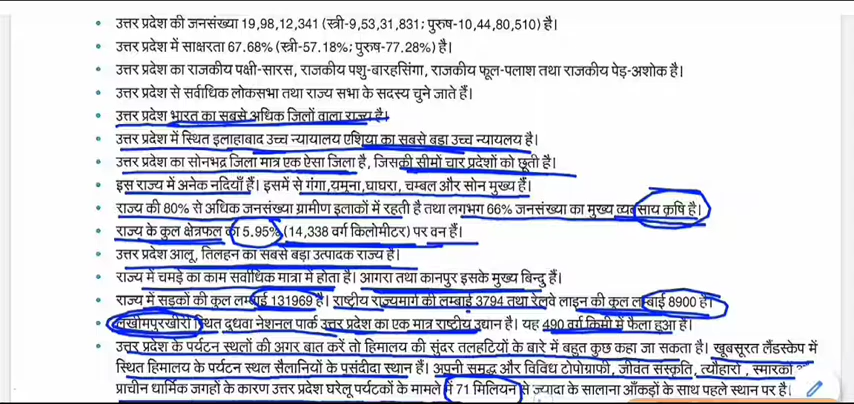 • उत्तर प्रदेश की जनसंख्या 19,98,12,341 (स्त्री-9,53,31,831; पुरुष-10,44,80,510) है।
• उत्तर प्रदेश में साक्षरता 67.68% (स्त्री-57.18%; पुरुष-77.28%) है।
• उत्तर प्रदेश का राजकीय पक्षी-सारस, राजकीय पशु-बारहसिंगा, राजकीय फूल-पलाश तथा राजकीय पेड़-अशोक है।
• उत्तर प्रदेश से सर्वाधिक लोकसभा तथा राज्य सभा के सदस्य चुने जाते हैं।
• उत्तर प्रदेश भारत का सबसे अधिक जिलों वाला राज्य है।
• उत्तर प्रदेश में स्थित इलाहाबाद उच्च न्यायालय एशिया का सबसे बड़ा उच्च न्यायलय है।
• उत्तर प्रदेश का सोनभद्र जिला मात्र एक ऐसा जिला है, जिसकी सीमों चार प्रदेशों को छूती है।
• इस राज्य में अनेक नदियाँ हैं। इसमें से गंगा,यमुना,घाघरा, चम्बल और सोन मुख्य हैं।
• राज्य की 80% से अधिक जनसंख्या ग्रामीण इलाकों में रहती है तथा लगभग 66% जनसंख्या का मुख्य व्यवसाय कृषि है।
• राज्य के कुल क्षेत्रफल का 5.95% (14,338 वर्ग किलोमीटर) पर वन हैं।
• उत्तर प्रदेश आलू, तिलहन का सबसे बड़ा उत्पादक राज्य है।
• राज्य में चमड़े का काम सर्वाधिक मात्रा में होता है। आगरा तथा कानपुर इसके मुख्य बिन्दु हैं।
• राज्य में सड़कों की कुल लम्बाई 131969 है। राष्ट्रीय राज्यमार्ग की लम्बाई 3794 तथा रेलवे लाइन की कुल लम्बाई 8900 है।
• लखीमपुरखीरी स्थित दुधवा नेशनल पार्क उत्तर प्रदेश का एक मात्र राष्ट्रीय उद्यान है। यह 490 वर्ग किमी में फैला हुआ है।
• उत्तर प्रदेश के पर्यटन स्थलों की अगर बात करें तो हिमालय की सुंदर तलहटियों के बारे में बहुत कुछ कहा जा सकता है। खूबसूरत लैंडस्केप में
स्थित हिमालय के पर्यटन स्थल सैलानियों के पसंदीदा स्थान हैं। अपनी समृद्ध और विविध टोपोग्राफी, जीवंत संस्कृति, त्यौहारों, स्मारकों
प्राचीन धार्मिक जगहों के कारण उत्तर प्रदेश घरेलू पर्यटकों के मामले में 71 मिलियन से ज्यादा के सालाना आँकड़ों के साथ पहले स्थान पर है।